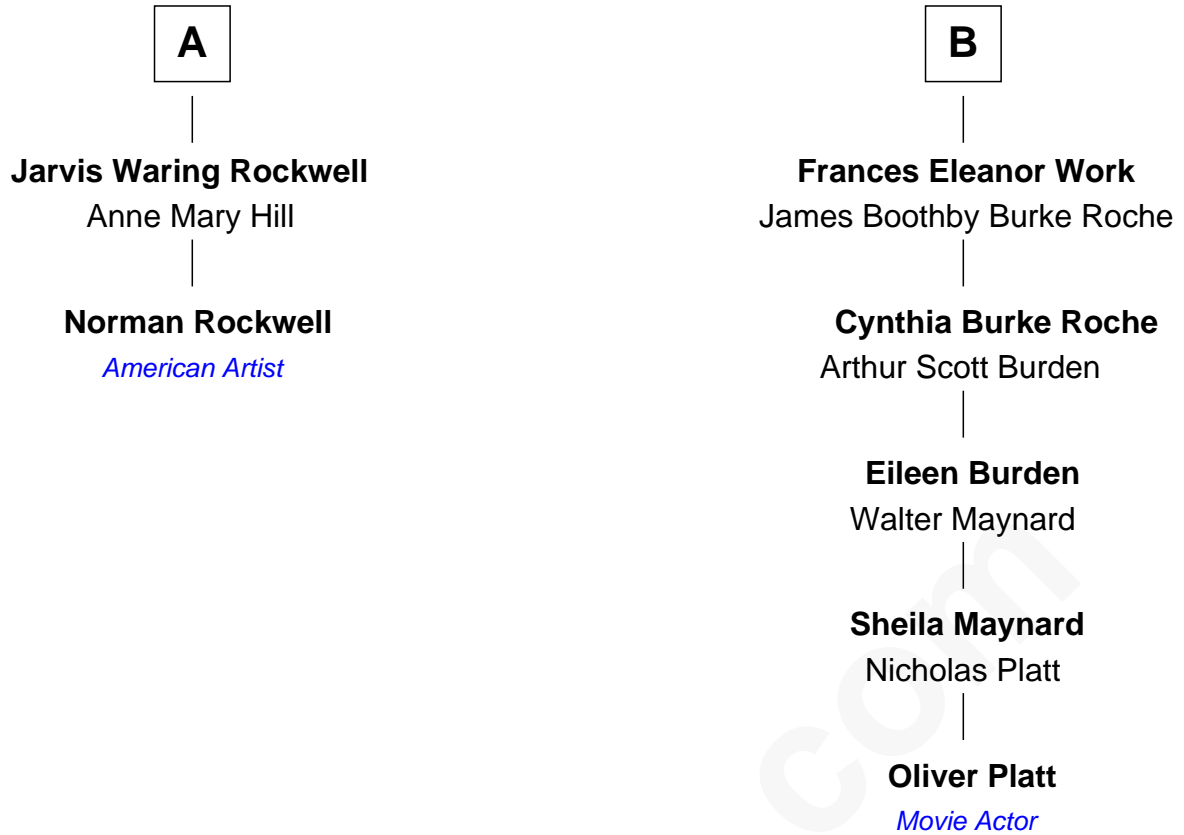 A
Jarvis Waring Rockwell
Anne Mary Hill
Norman Rockwell
American Artist
B
Frances Eleanor Work
James Boothby Burke Roche
Cynthia Burke Roche
Arthur Scott Burden
Eileen Burden
Walter Maynard
Sheila Maynard
Nicholas Platt
Oliver Platt
Movie Actor
com